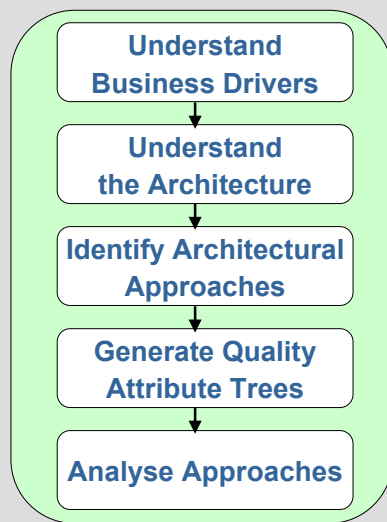 Understand
Business Drivers
Understand
the Architecture
Identify Architectural
Approaches
Generate Quality
Attribute Trees
Analyse Approaches